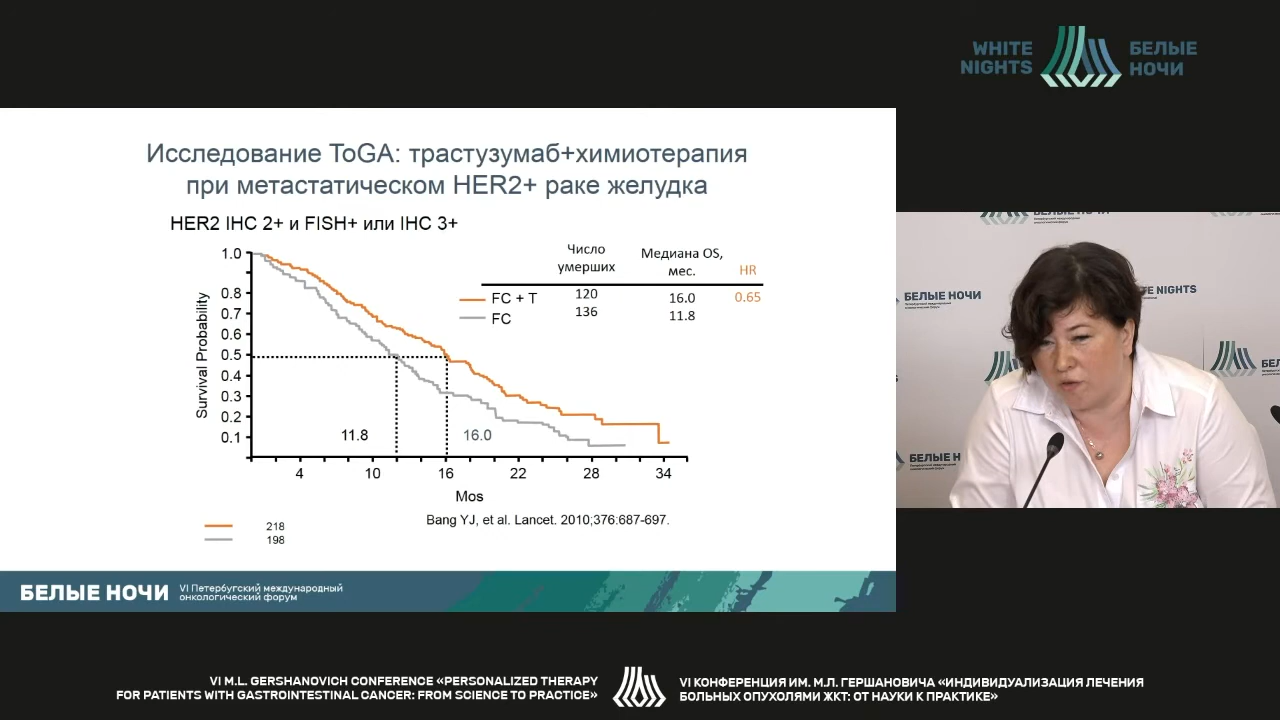 WHITE
NIGHTS
БЕЛЫЕ
НОЧИ
Исследование ToGA: трастузумаб+химиотерапия
при метастатическом HER2+ раке желудка
HER2 IHC 2+ и FISH+ или IHC 3+
Число
умерших
Медиана OS,
мес.
HR
FC + T 120 16.0 0.65
FC 136 11.8
Survival Probability
1.0
0.8
0.7
0.6
0.5
0.4
0.3
0.2
0.1
11.8
16.0
4 10 16 22 28 34
Mos
Bang YJ, et al. Lancet. 2010;376:687-697.
218
198
БЕЛЫЕ НОЧИ
VI Петербургский международный
онкологический форум
БЕЛЫЕ НОЧИ
TE NIGHTS
БЕЛЫЕ Н
VI M.L. GERSHANOVICH CONFERENCE «PERSONALIZED THERAPY
FOR PATIENTS WITH GASTROINTESTINAL CANCER: FROM SCIENCE TO PRACTICE»
VI КОНФЕРЕНЦИЯ ИМ. М.Л. ГЕРШАНОВИЧА «ИНДИВИДУАЛИЗАЦИЯ ЛЕЧЕНИЯ
БОЛЬНЫХ ОПУХОЛЯМИ ЖКТ: ОТ НАУКИ К ПРАКТИКЕ»